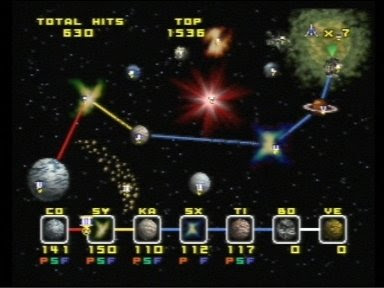 TOTAL HITS
630
TOP
1536
x 7
CO SY KA SX TI BO VE
141 150 110 112 117 0 0
PSF PSF PSF P F PSF